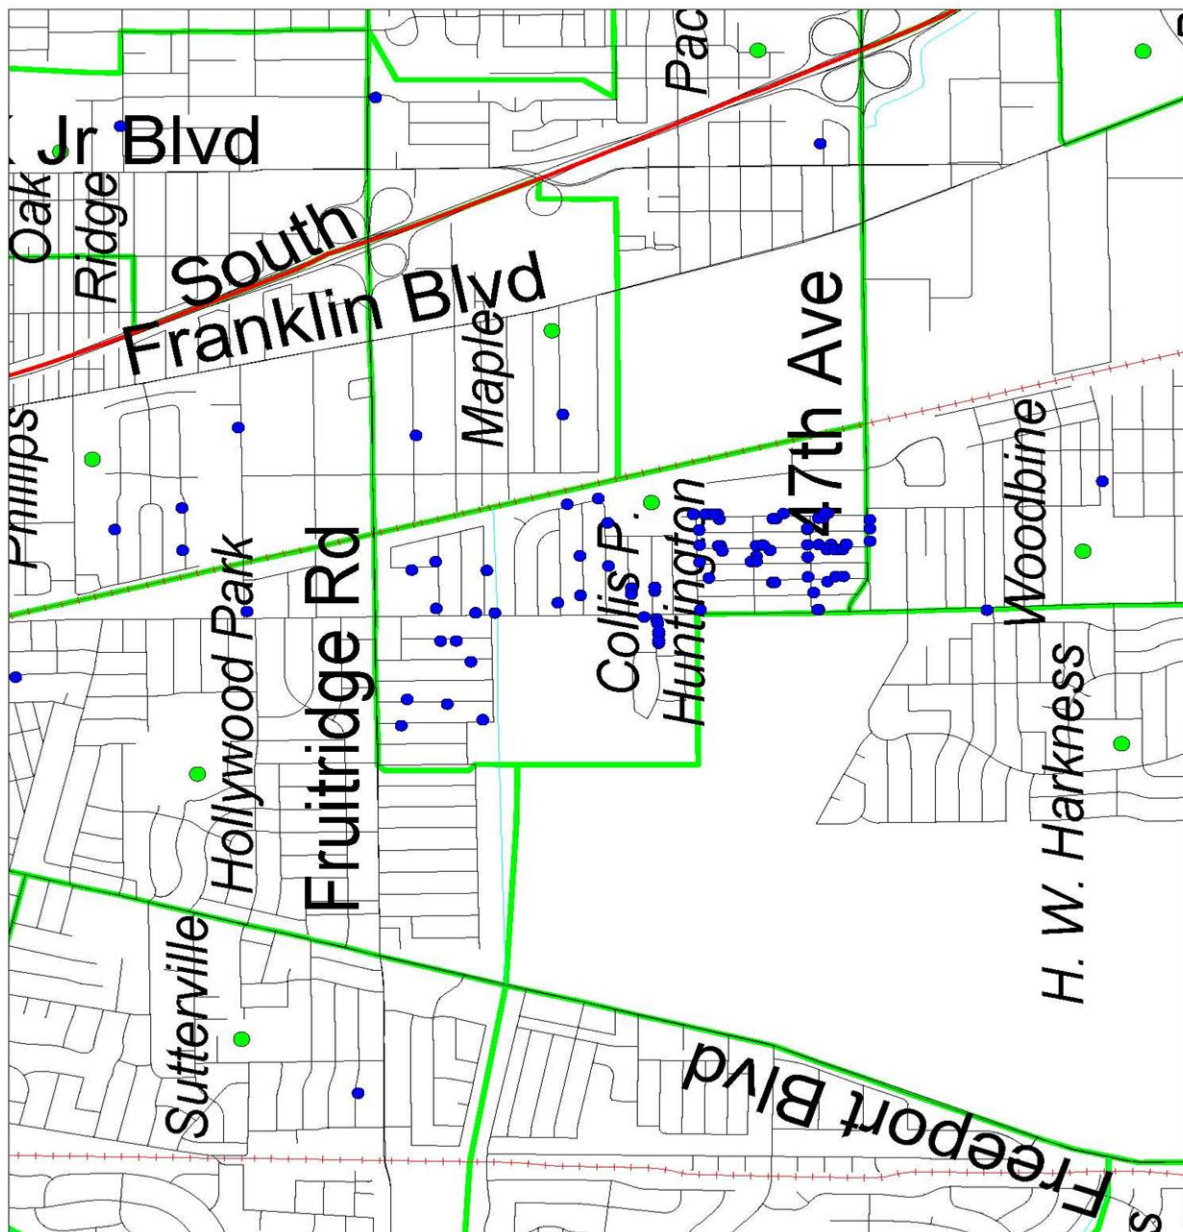 Pac
Jr Blvd
Oak
Ridge
South
Franklin Blvd
Maple
47th Ave
Phillips
Woodbine
Collis P.
Huntington
Hollywood Park
Fruitridge Rd
H. W. Harkness
Sutterville
Freeport Blvd
s